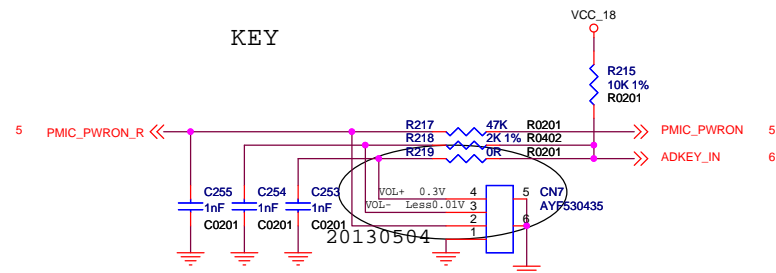 VCC_18
KEY
R215
10K 1%
R0201
5 PMIC_PWRON_R
R217 47K R0201
PMIC_PWRON 5
R218 2K 1% R0402
R219 0R R0201
ADKEY_IN 6
C255
1nF
C0201
C254
1nF
C0201
C253
1nF
C0201
VOL+ 0.3V
VOL- Less0.01V
4
3
2
1
5
6
CN7
AYF530435
20130504